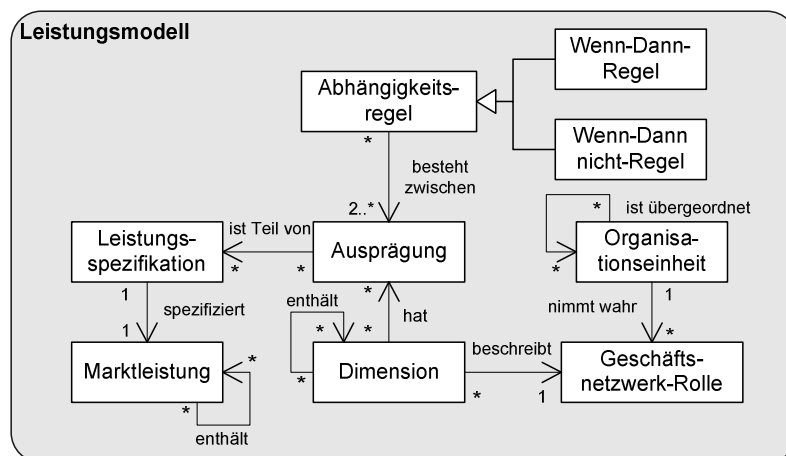 Leistungsmodell
Wenn-Dann-
Regel
Abhängigkeits-
regel
Wenn-Dann
nicht-Regel
*
besteht
zwischen
2..*
*
ist übergeordnet
*
Leistungs-
spezifikation
ist Teil von
*
*
Ausprägung
Organisa-
tionseinheit
1
spezifiziert
1
*
hat
*
enthält
*
*
nimmt wahr
1
*
Marktleistung
*
*
enthält
Dimension
beschreibt
*
1
Geschäfts-
netzwerk-Rolle